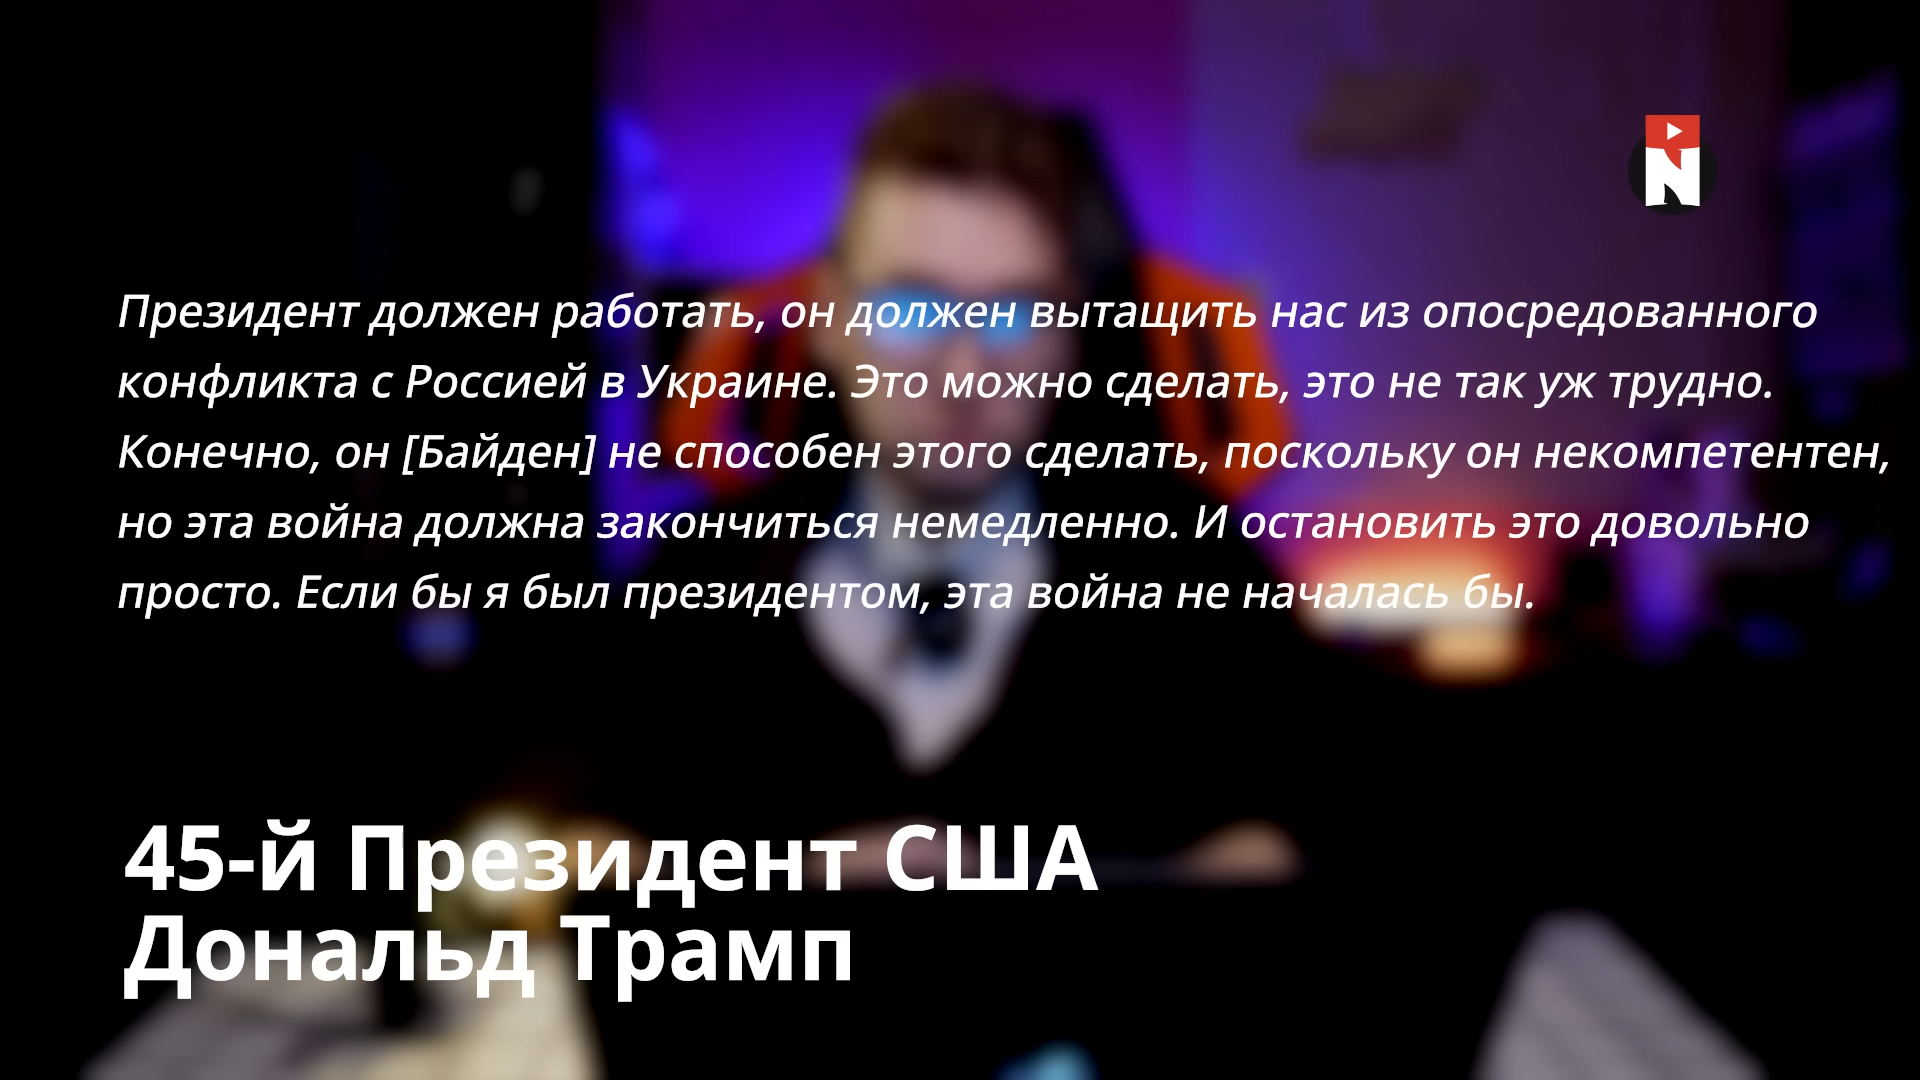 Президент должен работать, он должен вытащить нас из опосредованного
конфликта с Россией в Украине. Это можно сделать, это не так уж трудно.
Конечно, он [Байден] не способен этого сделать, поскольку он некомпетентен,
но эта война должна закончиться немедленно. И остановить это довольно
просто. Если бы я был президентом, эта война не началась бы.
45-й Президент США
Дональд Трамп